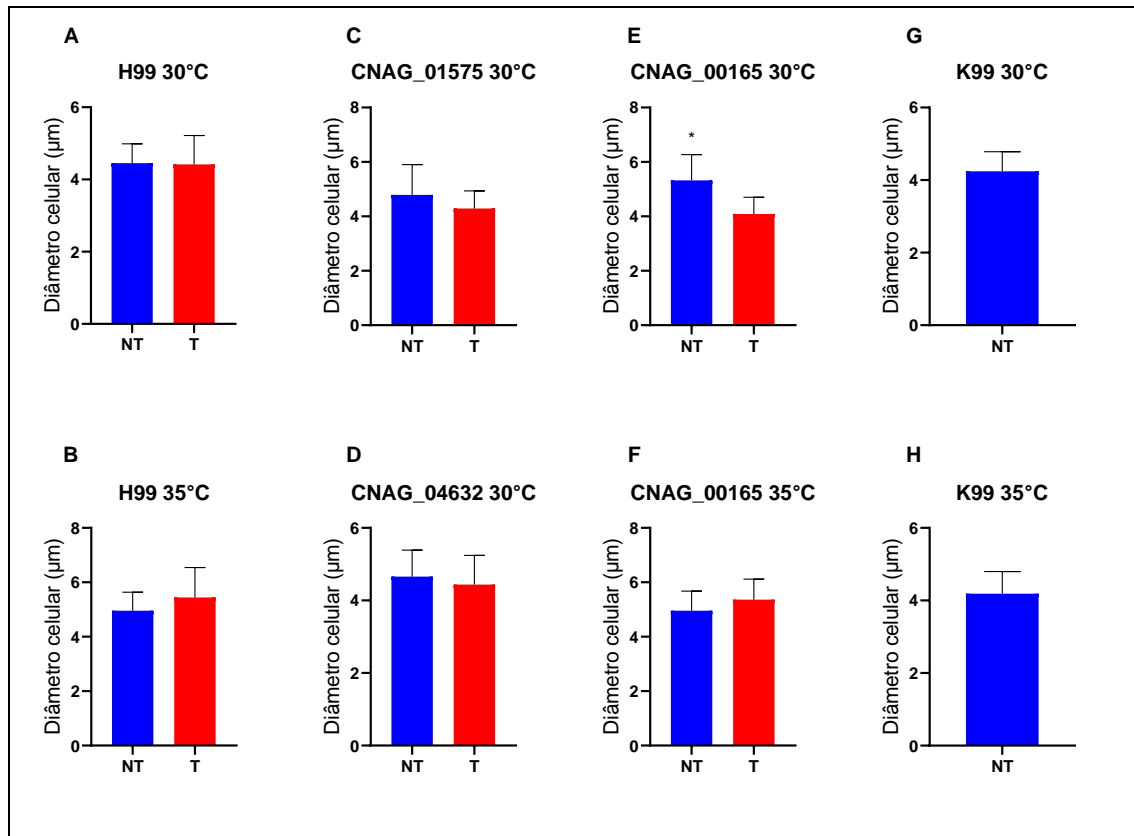 A
H99 30°C
Diâmetro celular (µm)
6
4
2
0
NT T
C
CNAG_01575 30°C
Diâmetro celular (µm)
8
6
4
2
0
NT T
E
CNAG_00165 30°C
Diâmetro celular (µm)
8
6
4
2
0
*
NT T
G
K99 30°C
Diâmetro celular (µm)
6
4
2
0
NT
B
H99 35°C
Diâmetro celular (µm)
8
6
4
2
0
NT T
D
CNAG_04632 30°C
Diâmetro celular (µm)
6
4
2
0
NT T
F
CNAG_00165 35°C
Diâmetro celular (µm)
8
6
4
2
0
NT T
H
K99 35°C
Diâmetro celular (µm)
6
4
2
0
NT